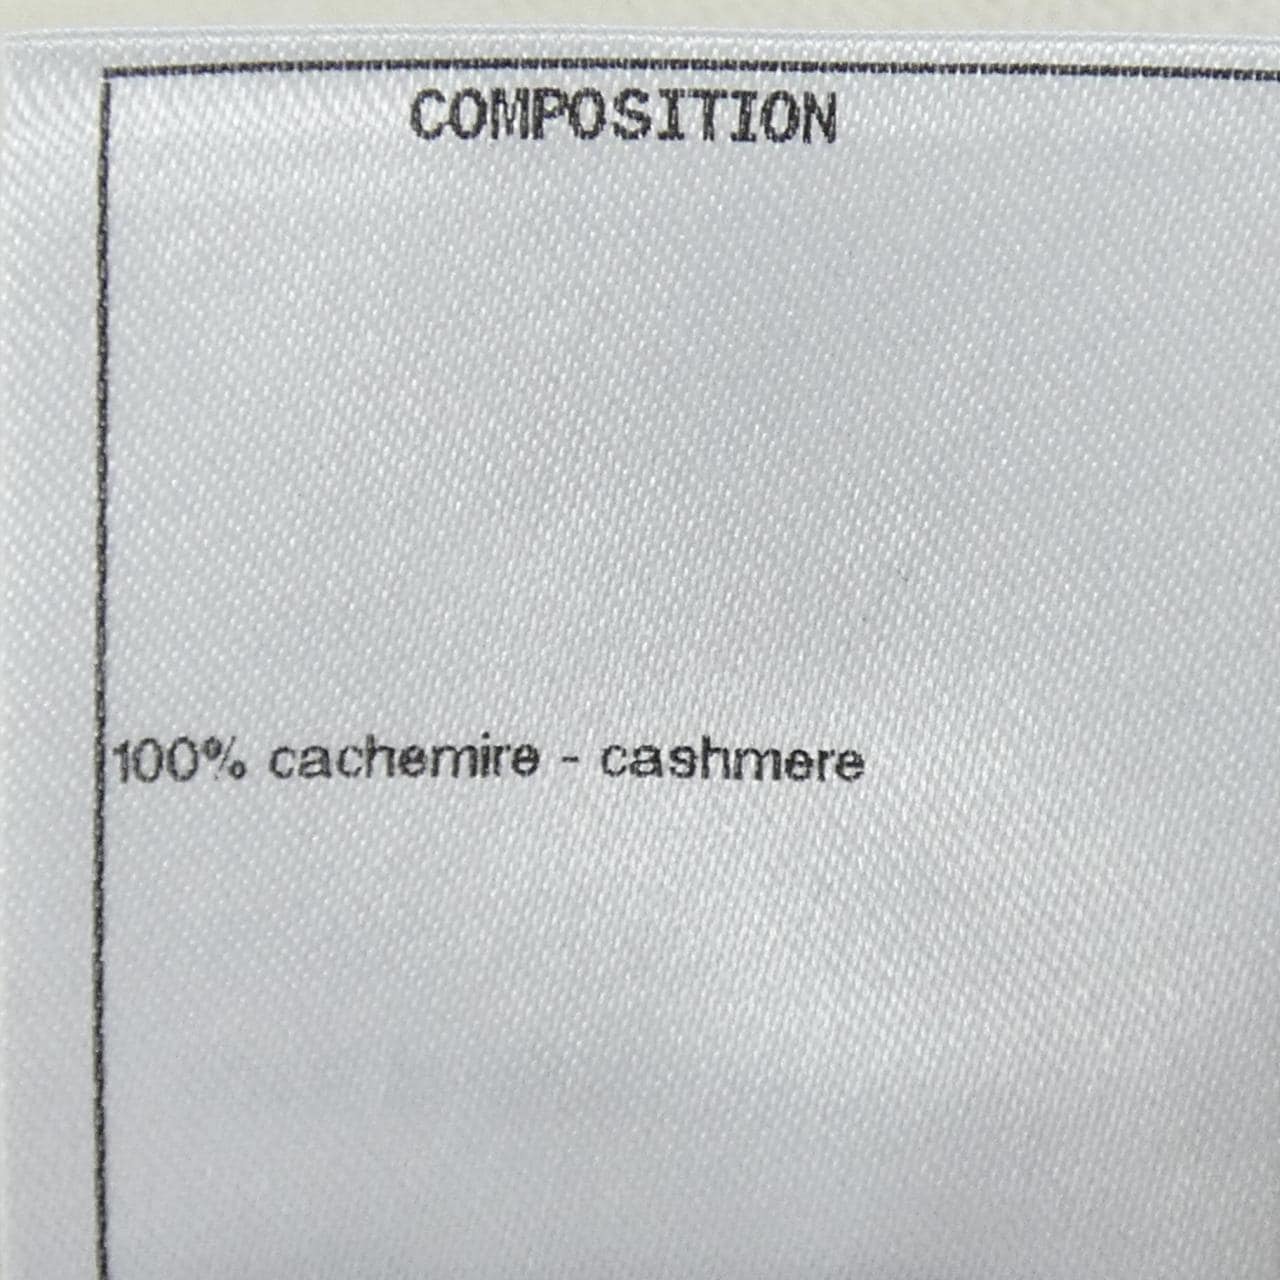 COMPOSITION
100% cachemire - cashmere